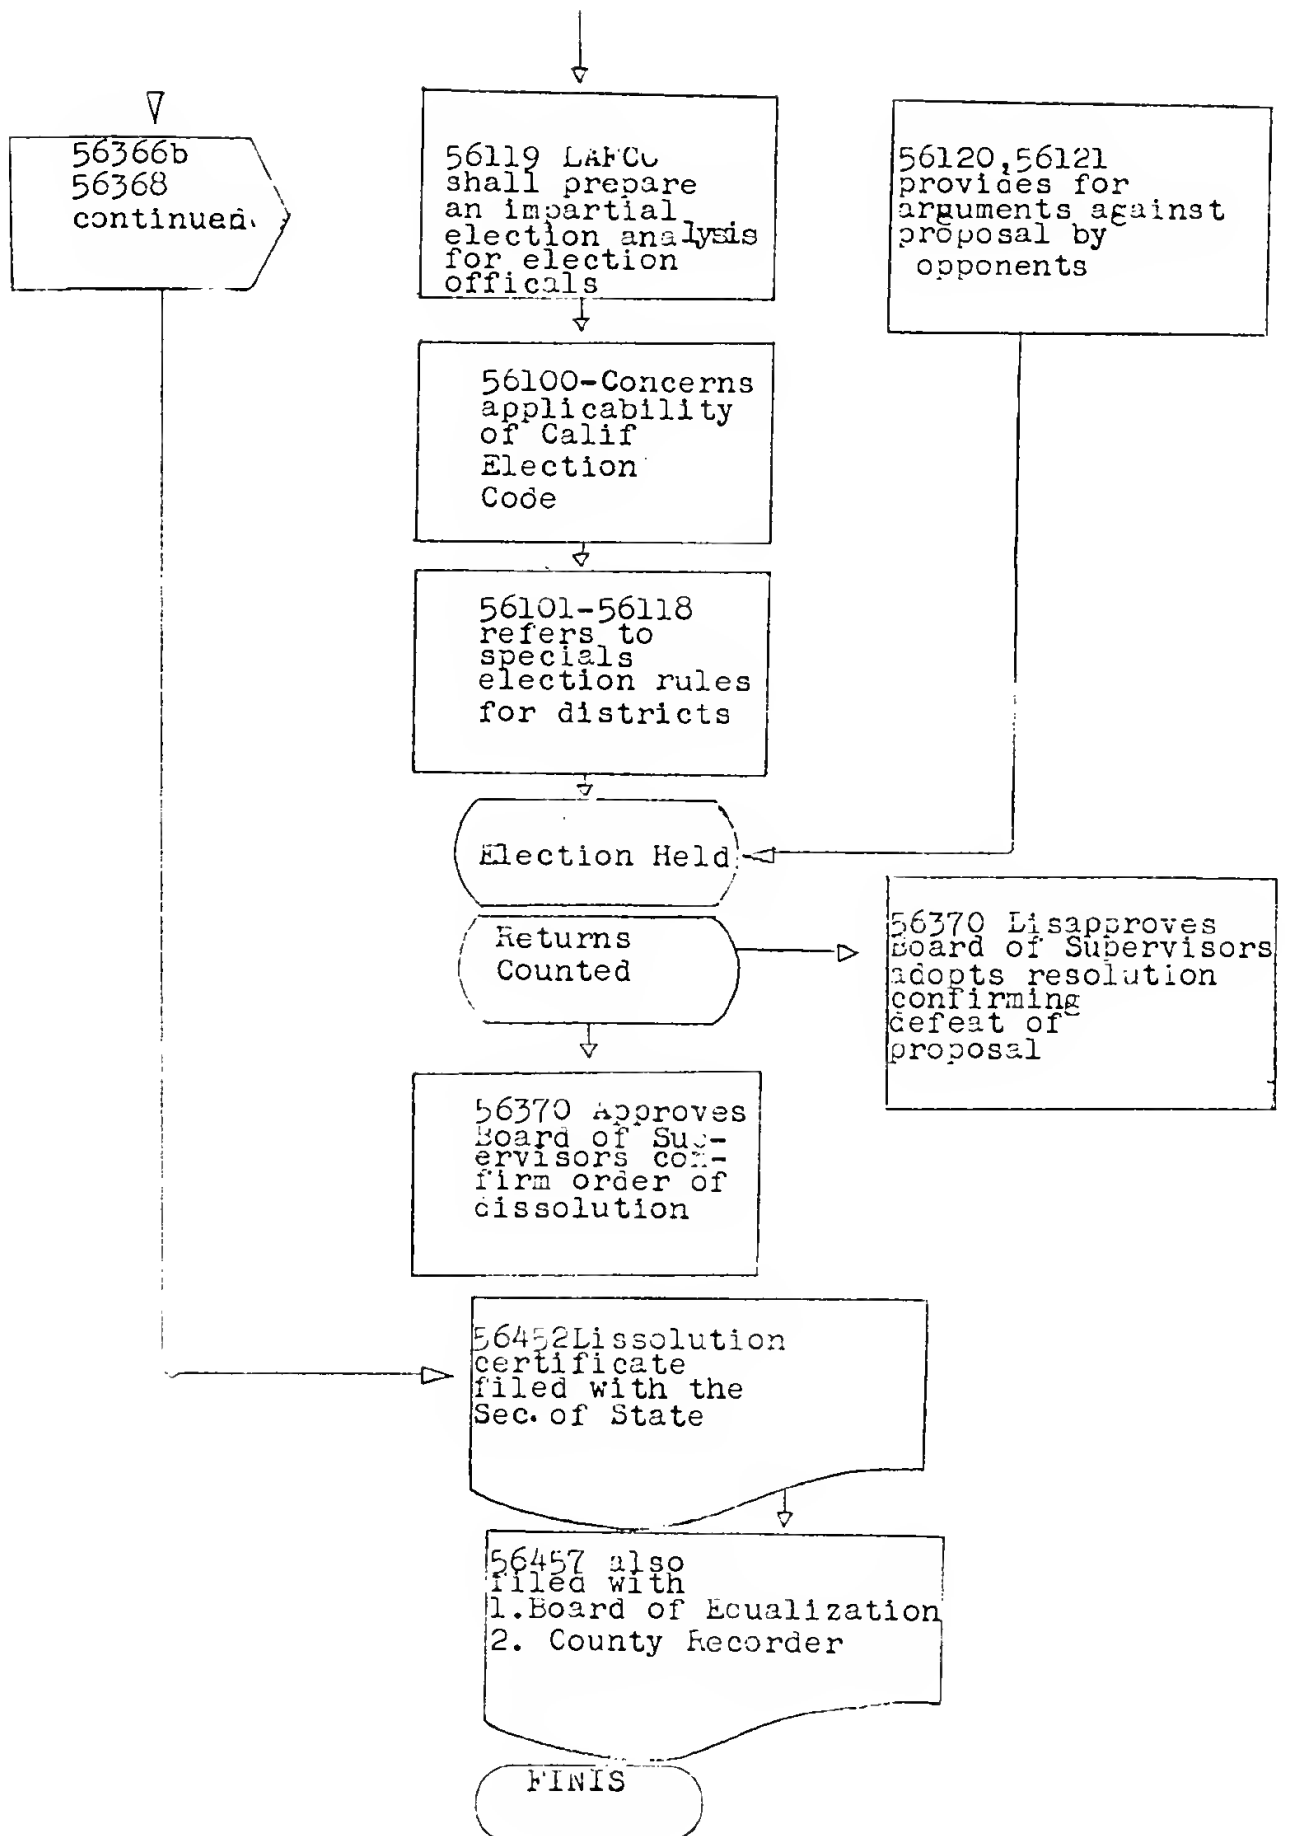 56366b
56368
continued.
56119 LAFCO
shall prepare
an impartial
election analysis
for election
officals
56120,56121
provides for
arguments against
proposal by
opponents
56100-Concerns
applicability
of Calif
Election
Code
56101-56118
refers to
specials
election rules
for districts
Election Held
Returns
Counted
56370 Disapproves
Board of Supervisors
adopts resolution
confirming
defeat of
proposal
56370 Approves
Board of Sup-
ervisors con-
firm order of
dissolution
56452Dissolution
certificate
filed with the
Sec. of State
56457 also
filed with
1.Board of Equalization
2. County Recorder
FINIS